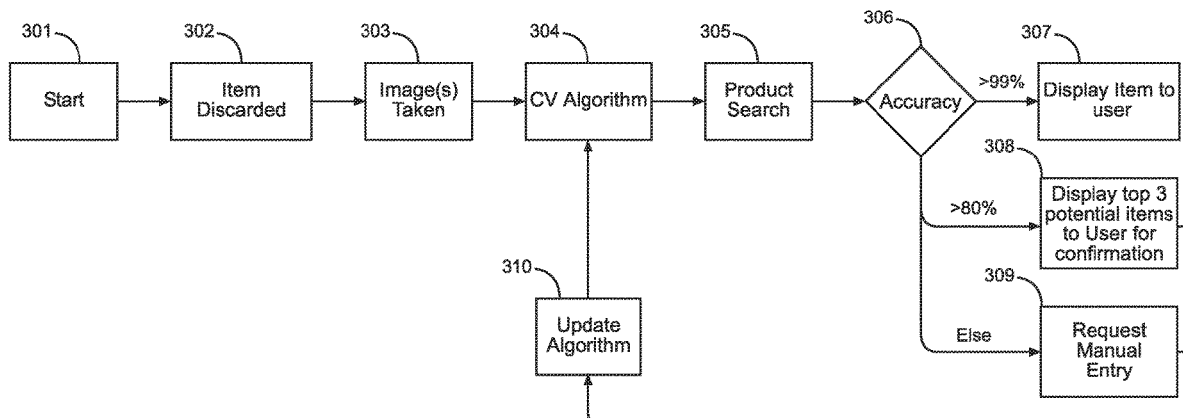 301
Start
302
Item
Discarded
303
Image(s)
Taken
304
CV Algorithm
305
Product
Search
306
Accuracy
>99%
307
Display Item to
user
>80%
308
Display top 3
potential items
to User for
confirmation
Else
309
Request
Manual
Entry
310
Update
Algorithm